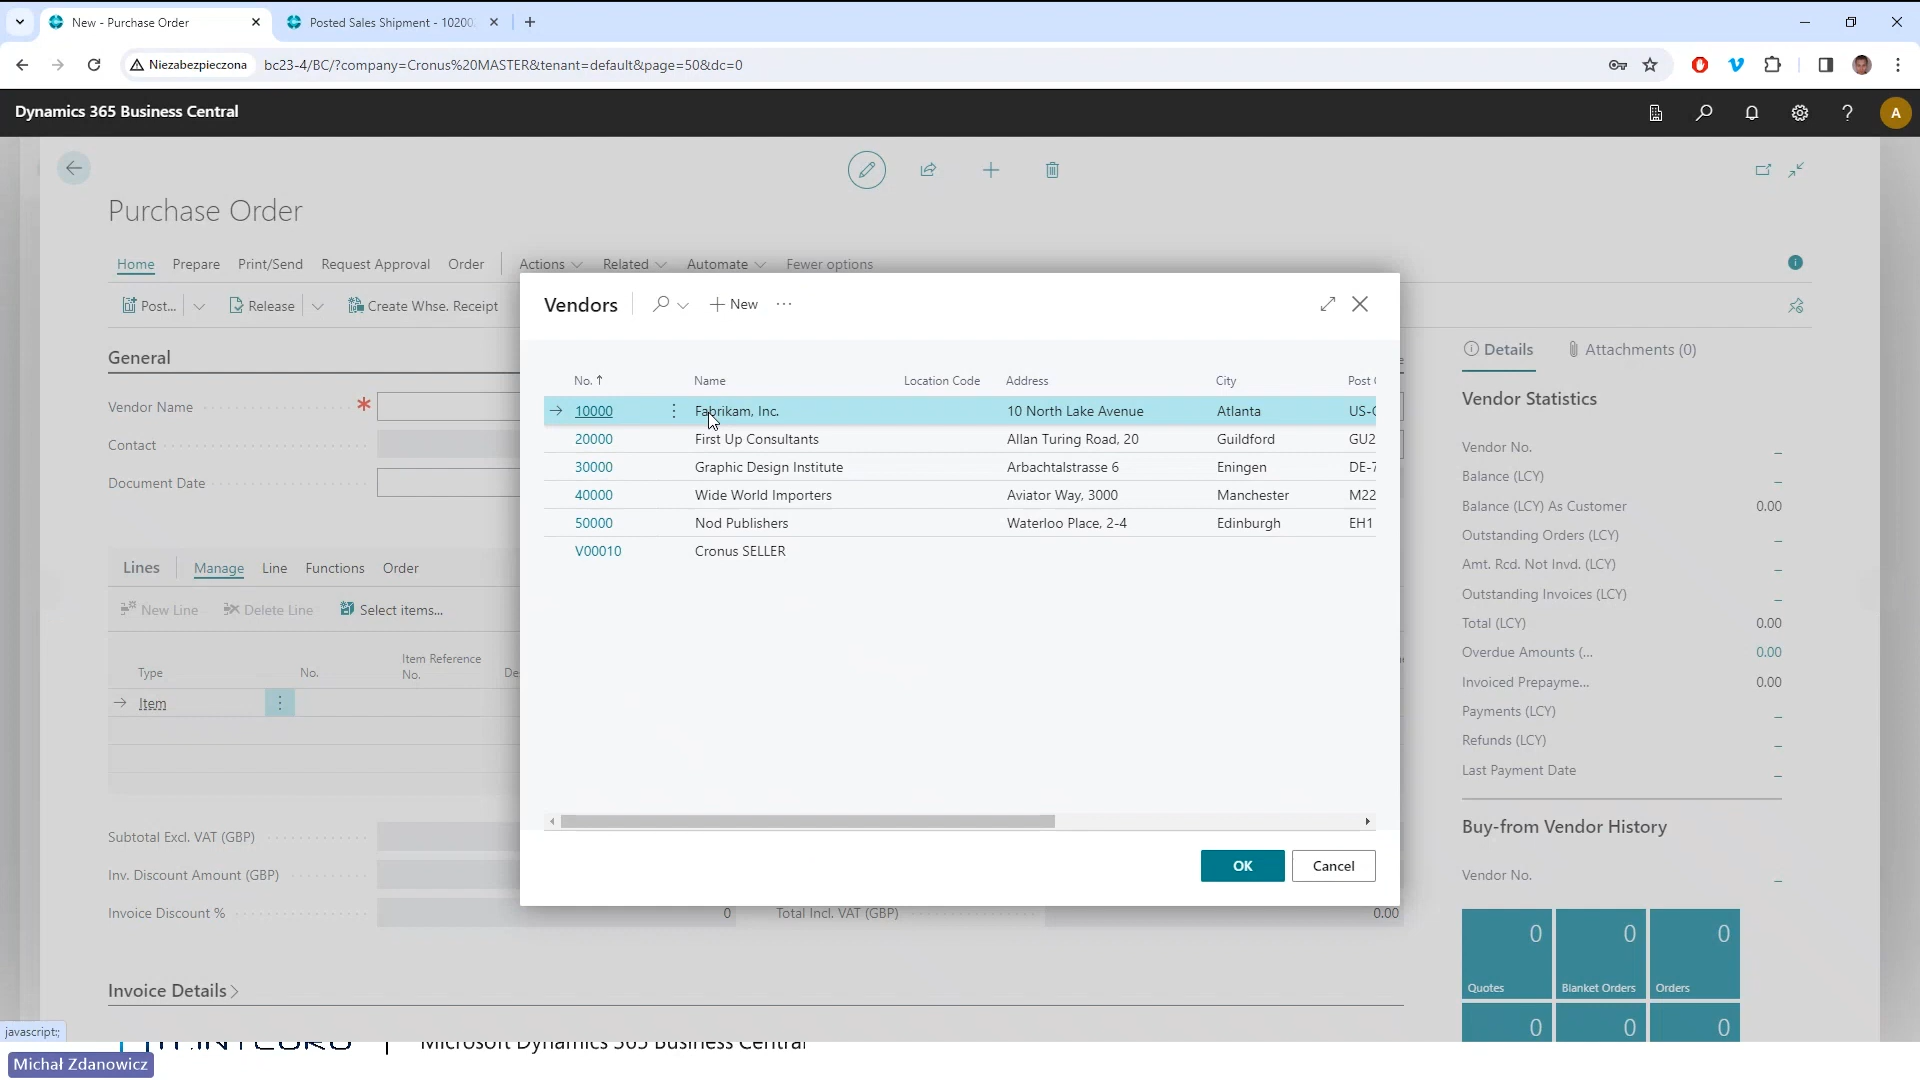 New - Purchase Order
Posted Sales Shipment - 10200
Niezabezpieczona
bc23-4/BC/?company=Cronus%20MASTER&tenant=default&page=50&dc=0
Dynamics 365 Business Central
A
Purchase Order
Home Prepare Print/Send Request Approval Order Actions Related Automate Fewer options
Post... Release Create Whse. Receipt
General
Vendor Name *
Contact
Document Date
Lines Manage Line Functions Order
New Line Delete Line Select items...
Type No. Item Reference No. De
Item
Subtotal Excl. VAT (GBP)
Inv. Discount Amount (GBP)
Invoice Discount % 0 Total Incl. VAT (GBP) 0.00
Invoice Details
Vendors New
No. Name Location Code Address City Post
10000 Fabrikam, Inc. 10 North Lake Avenue Atlanta US-
20000 First Up Consultants Allan Turing Road, 20 Guildford GU2
30000 Graphic Design Institute Arbachtalstrasse 6 Eningen DE-7
40000 Wide World Importers Aviator Way, 3000 Manchester M22
50000 Nod Publishers Waterloo Place, 2-4 Edinburgh EH1
V00010 Cronus SELLER
OK Cancel
Details Attachments (0)
Vendor Statistics
Vendor No. _
Balance (LCY) _
Balance (LCY) As Customer 0.00
Outstanding Orders (LCY) _
Amt. Rcd. Not Invd. (LCY) _
Outstanding Invoices (LCY) _
Total (LCY) 0.00
Overdue Amounts (... 0.00
Invoiced Prepayme... 0.00
Payments (LCY) _
Refunds (LCY) _
Last Payment Date _
Buy-from Vendor History
Vendor No. _
0 0 0
Quotes Blanket Orders Orders
0 0 0
javascript:;
Microsoft Dynamics 365 Business Central
Michał Zdanowicz